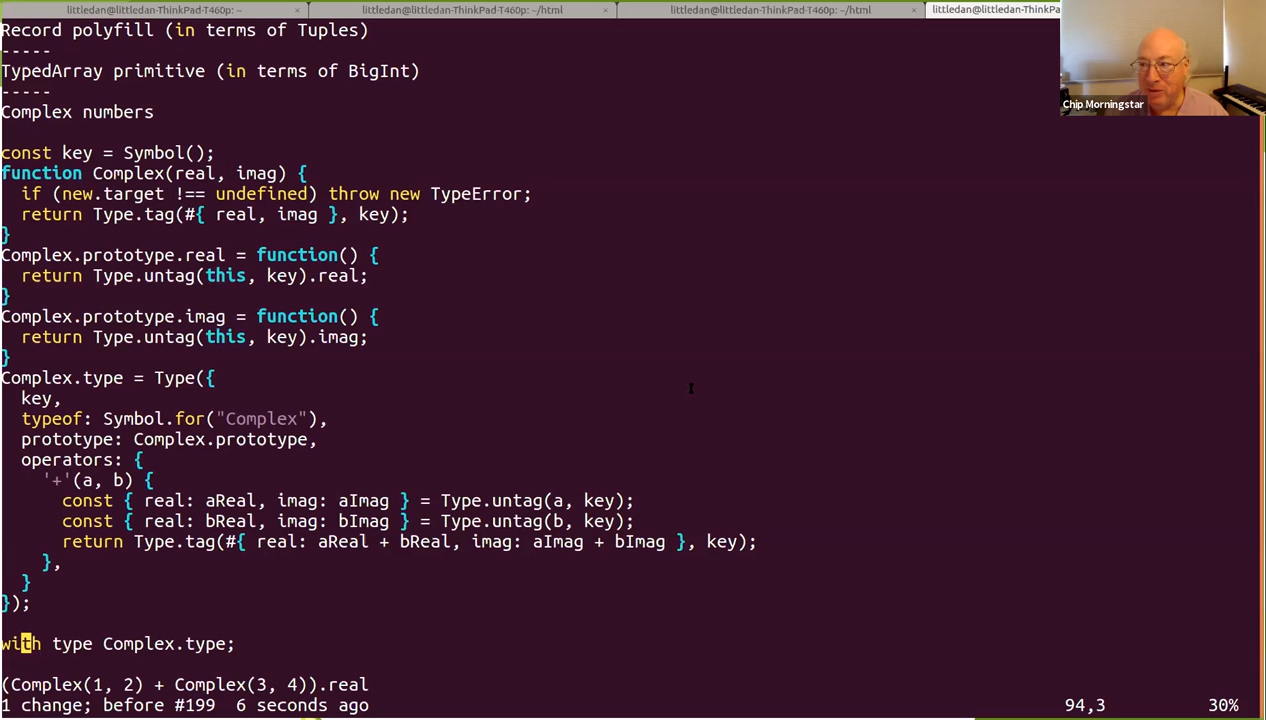 littledan@littledan-ThinkPad-T460p: ~
littledan@littledan-ThinkPad-T460p: ~/html
littledan@littledan-ThinkPad-T460p: ~/html
littledan@littledan-ThinkPad-T460p
Chip Morningstar
Record polyfill (in terms of Tuples)
-----
TypedArray primitive (in terms of BigInt)
-----
Complex numbers
const key = Symbol();
function Complex(real, imag) {
  if (new.target !== undefined) throw new TypeError;
  return Type.tag(#{ real, imag }, key);
}
Complex.prototype.real = function() {
  return Type.untag(this, key).real;
}
Complex.prototype.imag = function() {
  return Type.untag(this, key).imag;
}
Complex.type = Type({
  key,
  typeof: Symbol.for("Complex"),
  prototype: Complex.prototype,
  operators: {
    '+'(a, b) {
      const { real: aReal, imag: aImag } = Type.untag(a, key);
      const { real: bReal, imag: bImag } = Type.untag(b, key);
      return Type.tag(#{ real: aReal + bReal, imag: aImag + bImag }, key);
    },
  }
});
with type Complex.type;
(Complex(1, 2) + Complex(3, 4)).real
1 change; before #199  6 seconds ago
94,3
30%